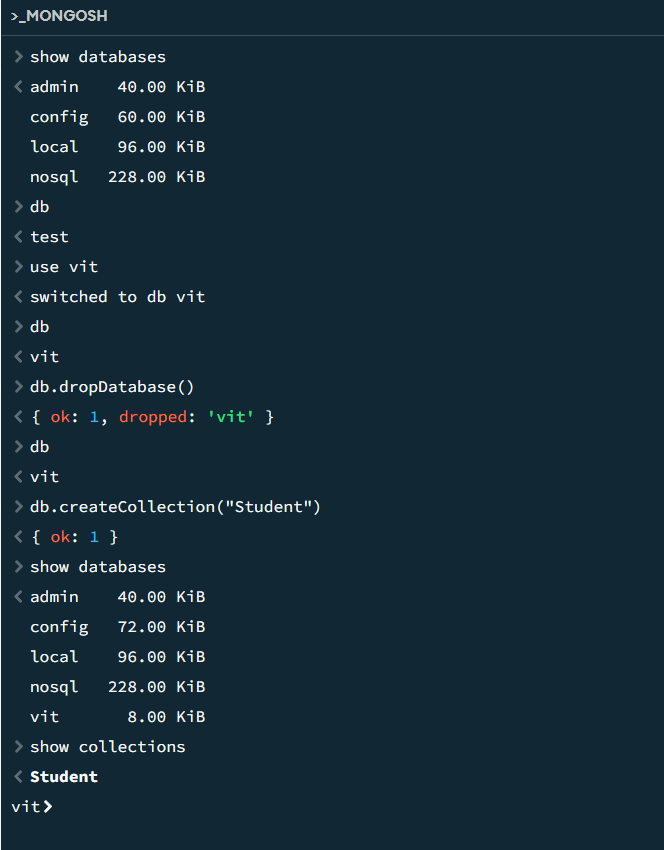 >_MONGOSH
> show databases
< admin    40.00 KiB
config   60.00 KiB
local    96.00 KiB
nosql   228.00 KiB
> db
< test
> use vit
< switched to db vit
> db
< vit
> db.dropDatabase()
< { ok: 1, dropped: 'vit' }
> db
< vit
> db.createCollection("Student")
< { ok: 1 }
> show databases
< admin    40.00 KiB
config   72.00 KiB
local    96.00 KiB
nosql   228.00 KiB
vit       8.00 KiB
> show collections
< Student
vit>